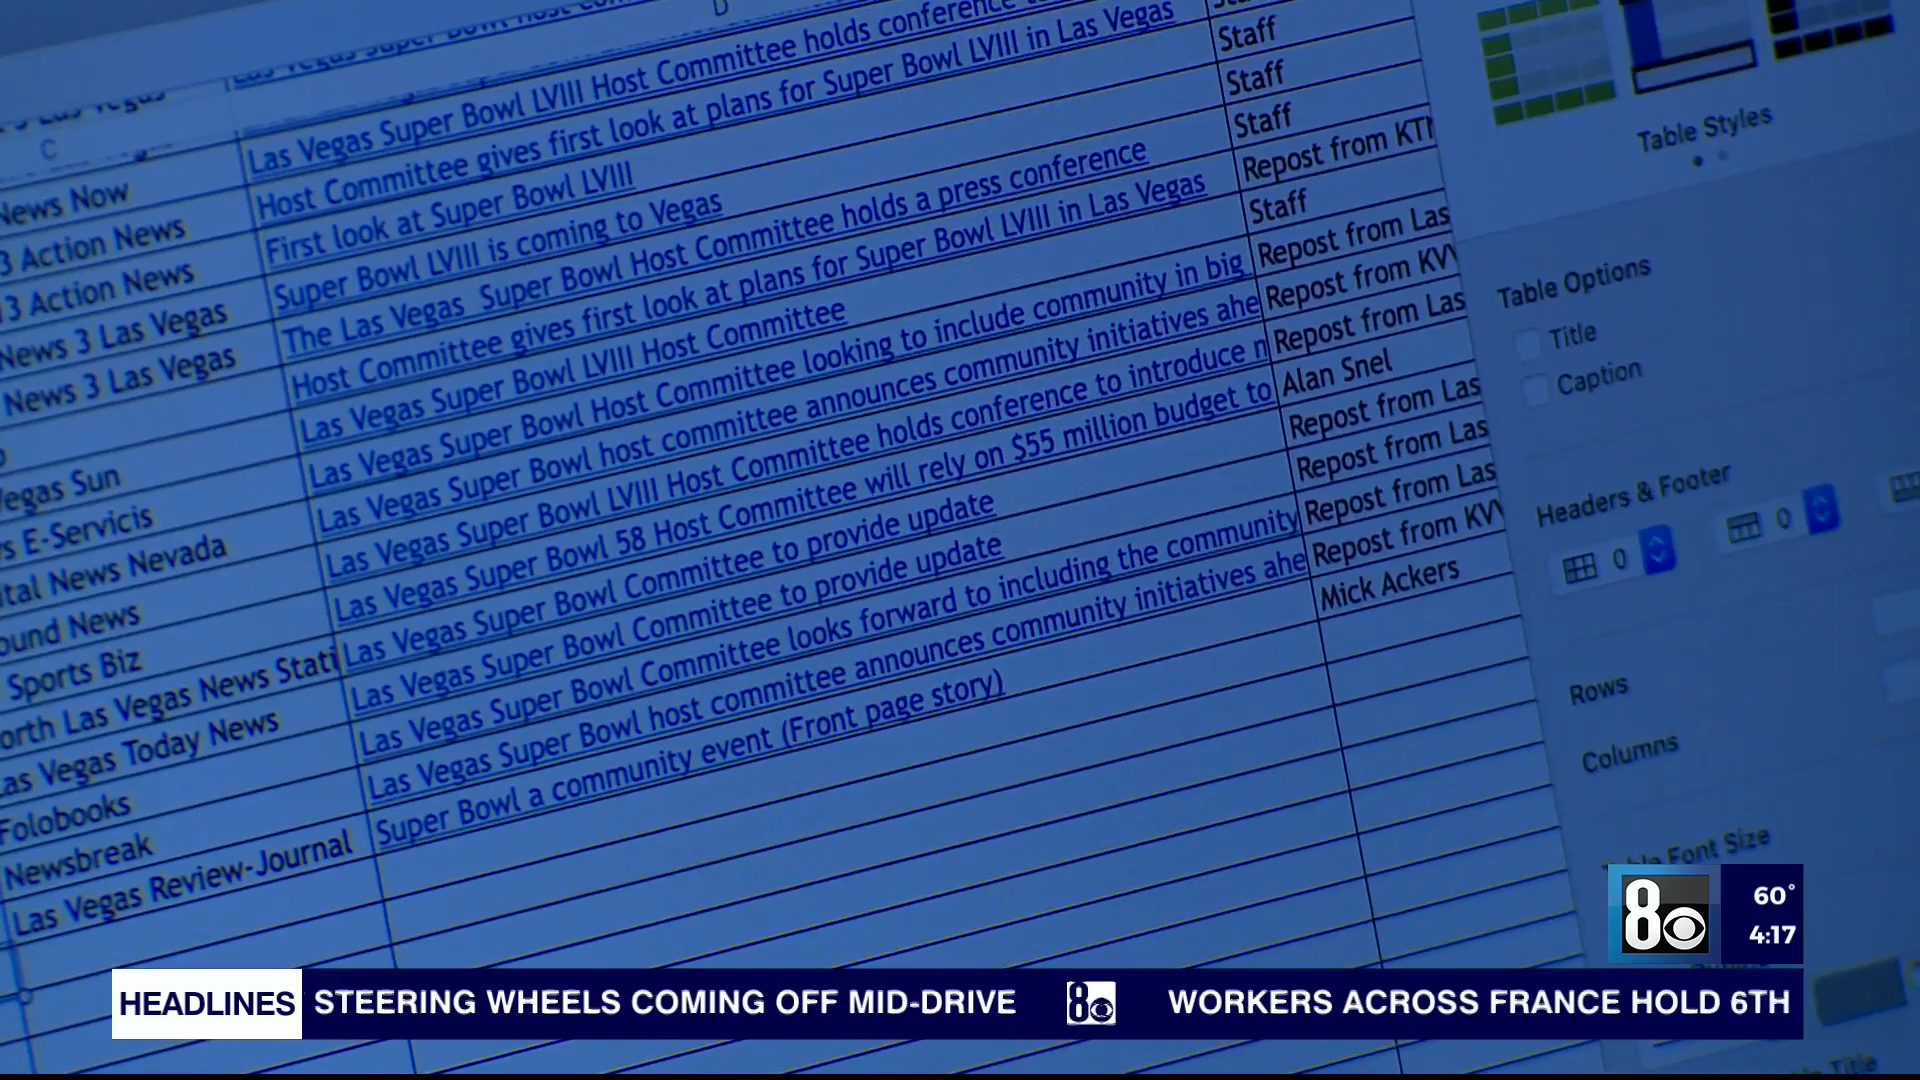 D
C
Las Vegas Super Bowl LVIII Host Committee holds conference
Staff
News Now
Host Committee gives first look at plans for Super Bowl LVIII in Las Vegas
Staff
3 Action News
First look at Super Bowl LVIII
Staff
13 Action News
Super Bowl LVIII is coming to Vegas
Repost from
News 3 Las Vegas
The Las Vegas Super Bowl Host Committee holds a press conference
Staff
News 3 Las Vegas
Host Committee gives first look at plans for Super Bowl LVIII in Las Vegas
Repost from Las
Las Vegas Super Bowl LVIII Host Committee
Repost from
Vegas Sun
Las Vegas Super Bowl Host Committee looking to include community in big
Repost from Las
s E-Servicis
Las Vegas Super Bowl host committee announces community initiatives ahe
Alan Snel
ital News Nevada
Las Vegas Super Bowl LVIII Host Committee holds conference to introduce n
Repost from Las
ound News
Las Vegas Super Bowl 58 Host Committee will rely on $55 million budget to
Repost from Las
Sports Biz
Las Vegas Super Bowl Committee to provide update
Repost from Las
orth Las Vegas News Stati
Las Vegas Super Bowl Committee to provide update
Repost from
Las Vegas Today News
Las Vegas Super Bowl Committee looks forward to including the community
Mick Ackers
Folobooks
Las Vegas Super Bowl host committee announces community initiatives ahe
Newsbreak
Super Bowl a community event (Front page story)
Las Vegas Review-Journal
Table Styles
Table Options
Title
Caption
Headers & Footer
0
0
Rows
Columns
Font Size
8
60°
4:17
HEADLINES STEERING WHEELS COMING OFF MID-DRIVE 8 WORKERS ACROSS FRANCE HOLD 6TH